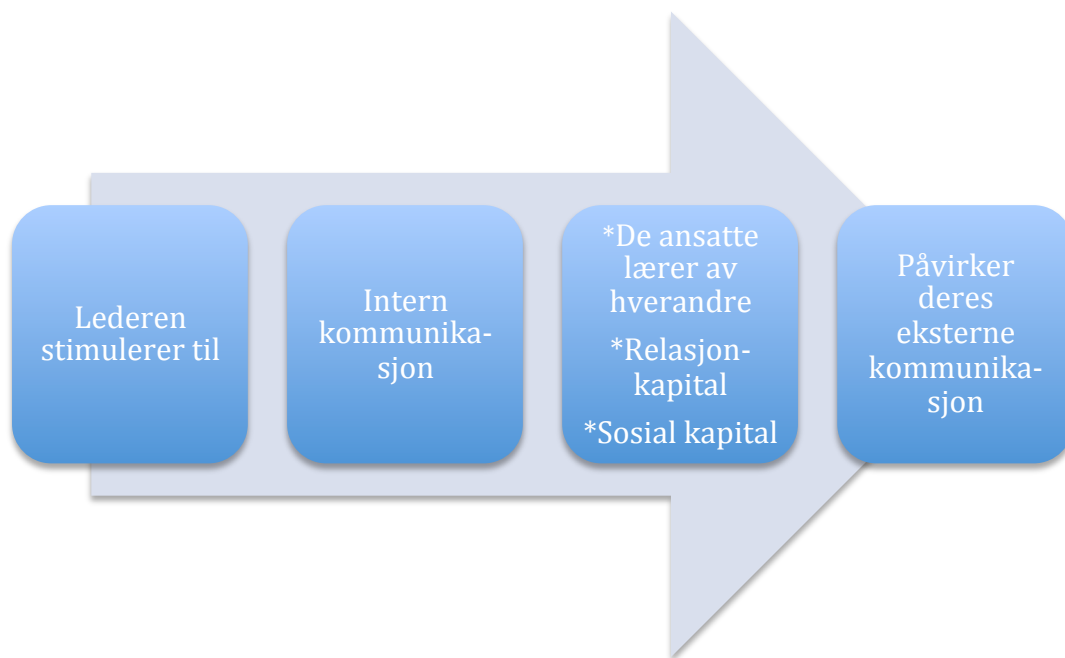 Lederen
stimulerer til
Intern
kommunika-
sjon
*De ansatte
lærer av
hverandre
*Relasjon-
kapital
*Sosial kapital
Påvirker
deres
eksterne
kommunika-
sjon